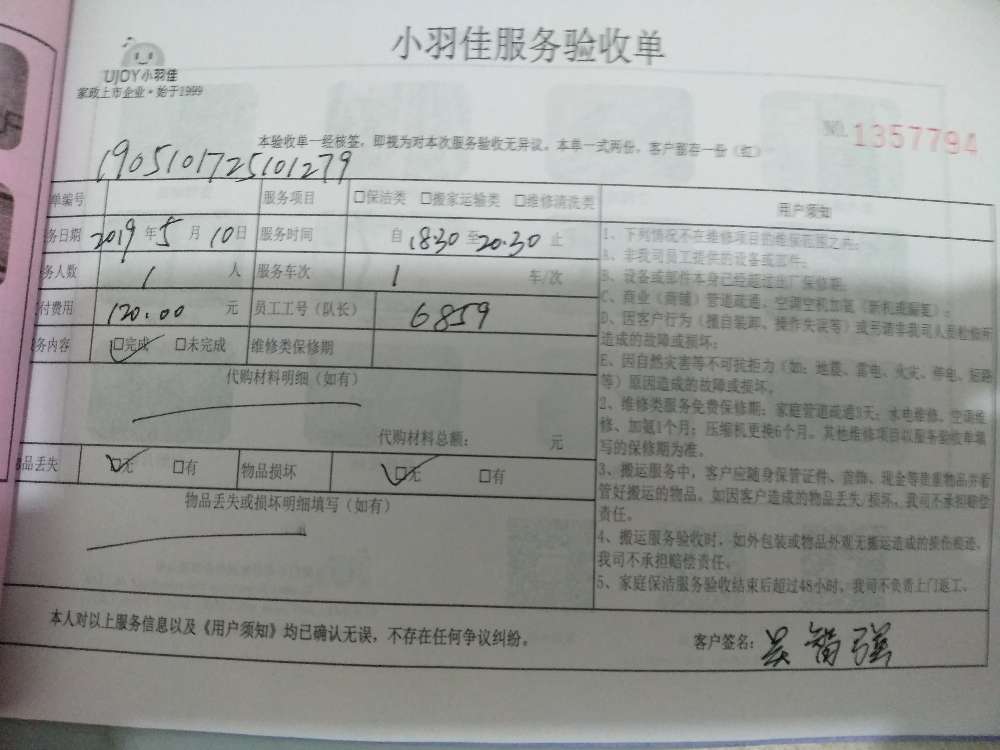 小羽佳服务验收单
UJOY小羽佳
家政上市企业·始于1999
NO. 1357794
本验收单一经核签，即视为对本次服务验收无异议。本单一式两份，客户留存一份（红）
1905101725101279
单编号 服务项目 □保洁类 □搬家运输类 □维修清洗类
务日期 2019 年 5 月 10 日 服务时间 自 18:30 至 20:30 止
务人数 1 人 服务车次 1 车/次
付费用 120.00 元 员工工号（队长） 6859
务内容 □完成 □未完成 维修类保修期
代购材料明细（如有）
代购材料总额： 元
物品丢失 □无 □有 物品损坏 □无 □有
物品丢失或损坏明细填写（如有）
用户须知
1、下列情况不在维修项目的维保范围之内：
A、非我司员工提供的设备或部件；
B、设备或部件本身已经超过出厂保修期；
C、商业（商铺）管道疏通、空调空机加氨（新机或漏氨）；
D、因客户行为（擅自装卸、操作失误等）或另请非我司人员检修所
造成的故障或损坏；
E、因自然灾害等不可抗拒力（如：地震、雷电、火灾、停电、短路
等）原因造成的故障或损坏。
2、维修类服务免费保修期：家庭管道疏通3天；水电维修、空调维
修、加氨1个月；压缩机更换6个月。其他维修项目以服务验收单填
写的保修期为准。
3、搬运服务中，客户应随身保管证件、首饰、现金等贵重物品并看
管好搬运的物品。如因客户造成的物品丢失/损坏，我司不承担赔偿
责任。
4、搬运服务验收时，如外包装或物品外观无搬运造成的损伤痕迹，
我司不承担赔偿责任。
5、家庭保洁服务验收结束后超过48小时，我司不负责上门返工。
本人对以上服务信息以及《用户须知》均已确认无误，不存在任何争议纠纷。
客户签名：吴智强